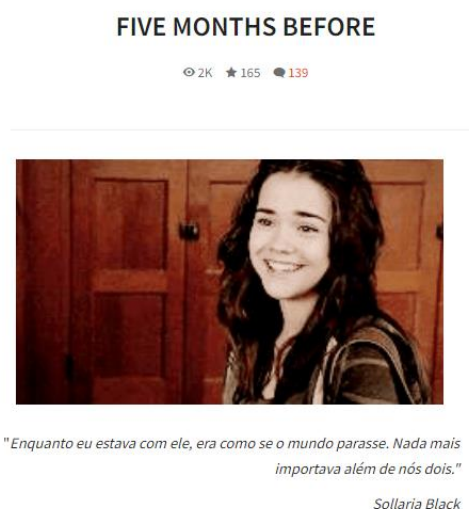 FIVE MONTHS BEFORE
2K 165 139
"Enquanto eu estava com ele, era como se o mundo parasse. Nada mais
importava além de nós dois."
Sollaria Black